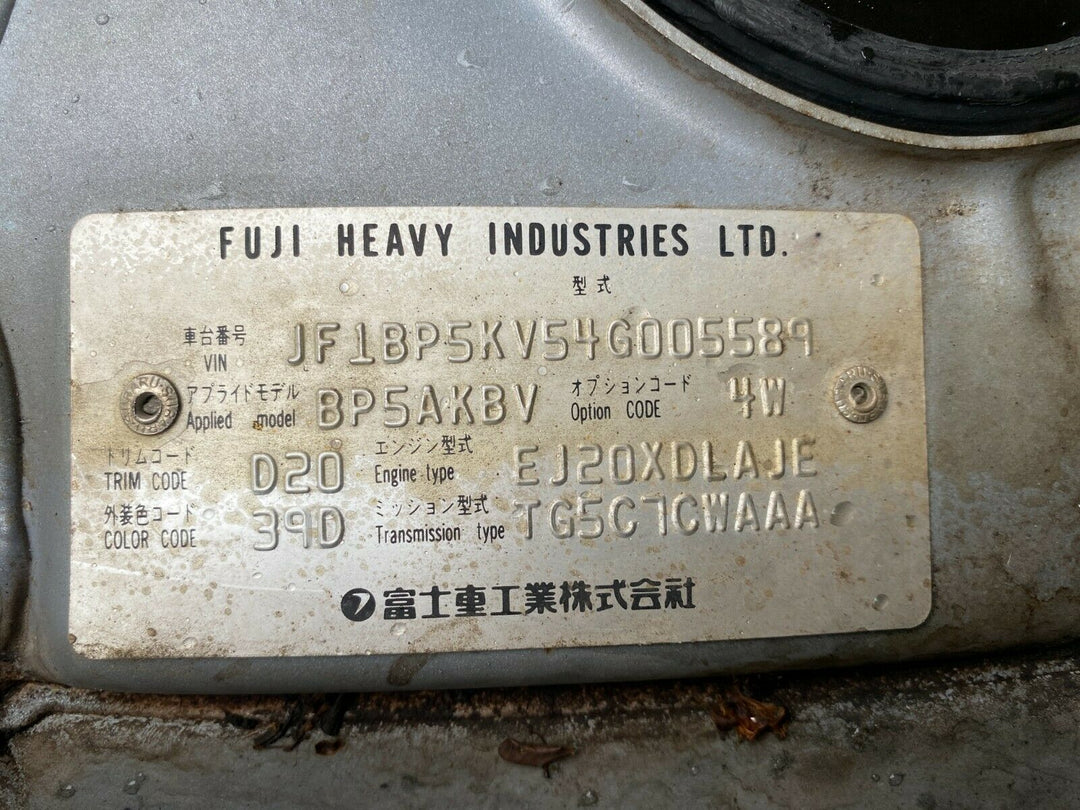 FUJI HEAVY INDUSTRIES LTD.
型式
車台番号 VIN JF1BP5KV54G005589
アプライドモデル Applied model BP5AKBV オプションコード Option CODE 4W
トリムコード TRIM CODE D20 エンジン型式 Engine type EJ20XDLAJE
外装色コード COLOR CODE 39D ミッション型式 Transmission type TG5C7CWAAA
富士重工業株式会社